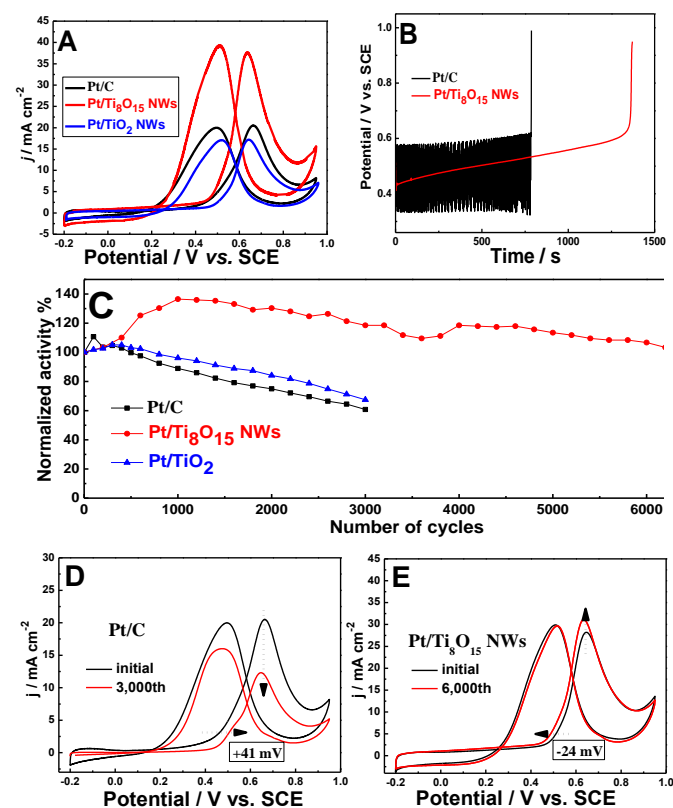 A
Pt/C
Pt/Ti8O15 NWs
Pt/TiO2 NWs
j / mA cm-2
40
35
30
25
20
15
10
5
0
-5
-0.2 0.0 0.2 0.4 0.6 0.8 1.0
Potential / V vs. SCE
B
Pt/C
Pt/Ti8O15 NWs
Potential / V vs. SCE
1.0
0.8
0.6
0.4
0 500 1000 1500
Time / s
C
Normalized activity %
140
120
100
80
60
40
20
0
Pt/C
Pt/Ti8O15 NWs
Pt/TiO2
1000 2000 3000 4000 5000 6000
Number of cycles
D
Pt/C
initial
3,000th
+41 mV
j / mA cm-2
30
25
20
15
10
5
0
-0.2 0.0 0.2 0.4 0.6 0.8 1.0
Potential / V vs. SCE
E
Pt/Ti8O15 NWs
initial
6,000th
-24 mV
j / mA cm-2
45
40
35
30
25
20
15
10
5
0
-0.2 0.0 0.2 0.4 0.6 0.8 1.0
Potential / V vs. SCE